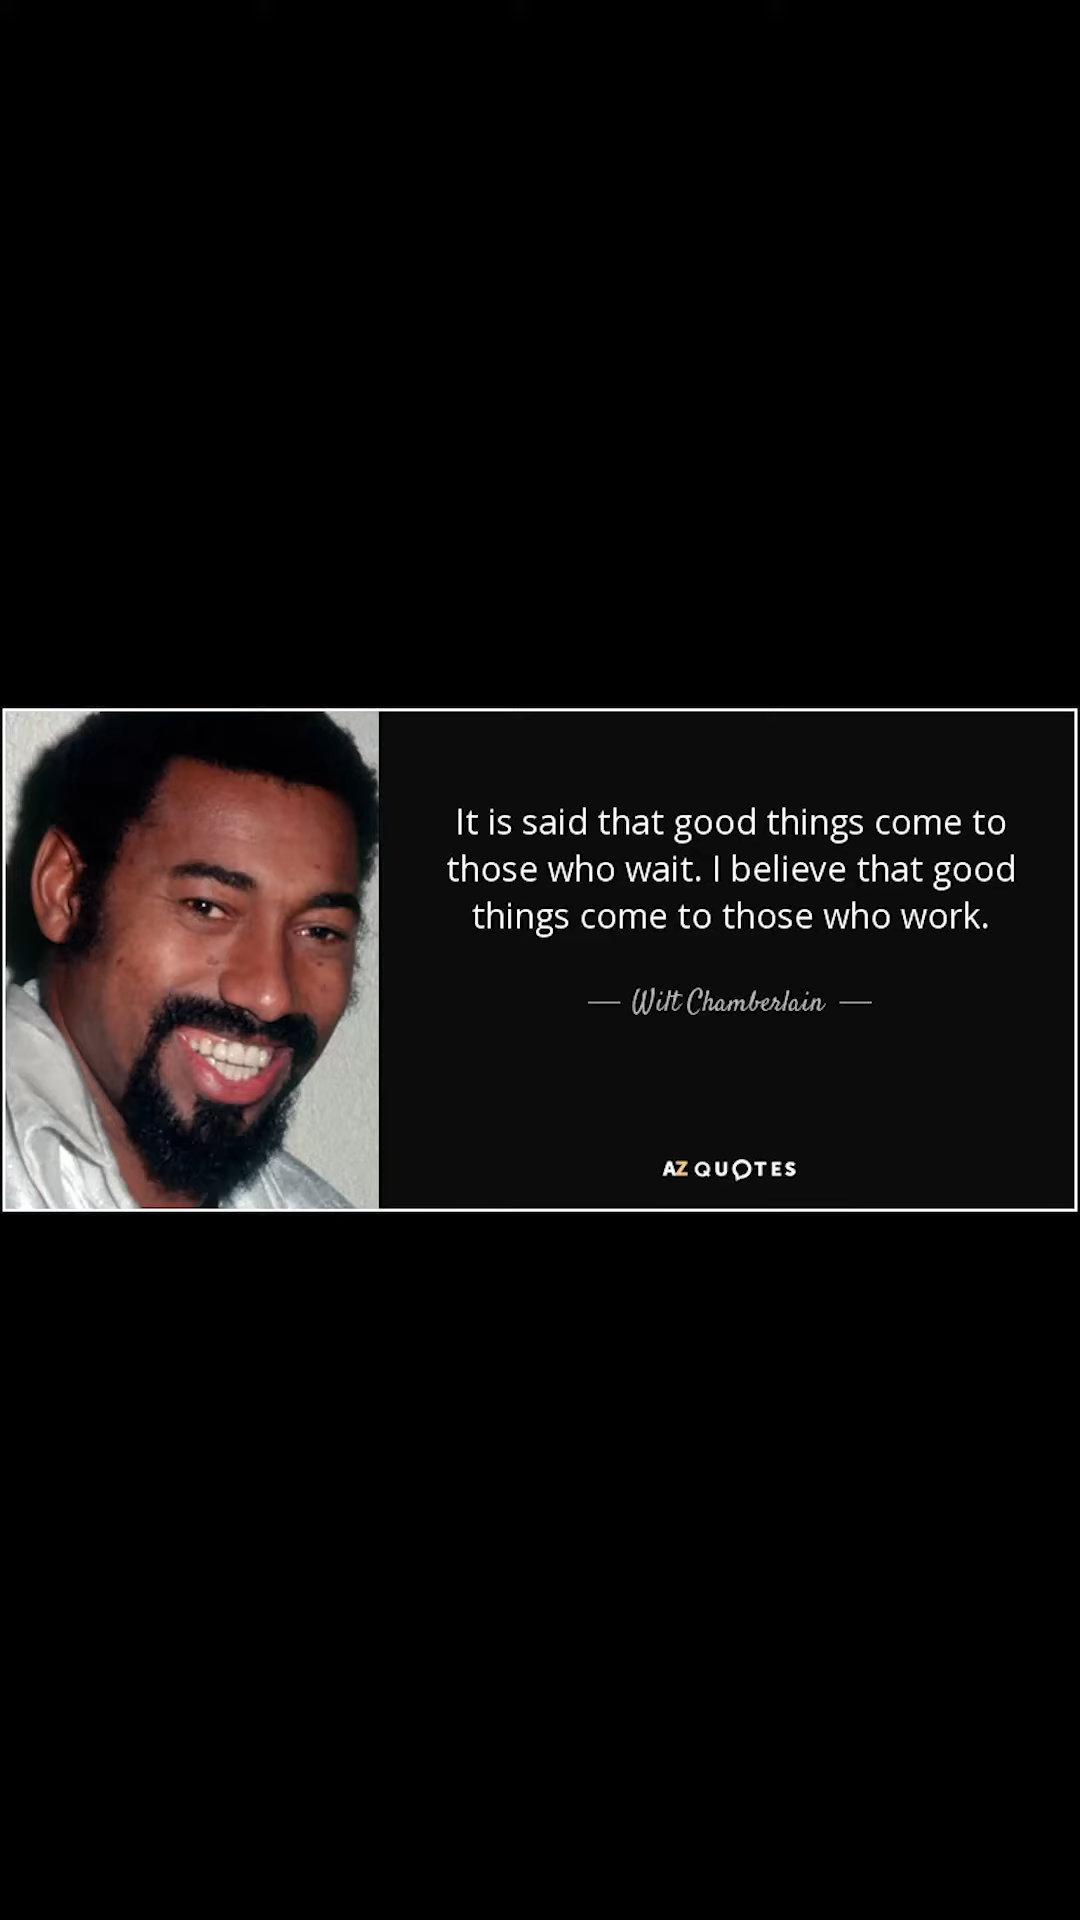 It is said that good things come to
those who wait. I believe that good
things come to those who work.
— Wilt Chamberlain —
AZ QUOTES